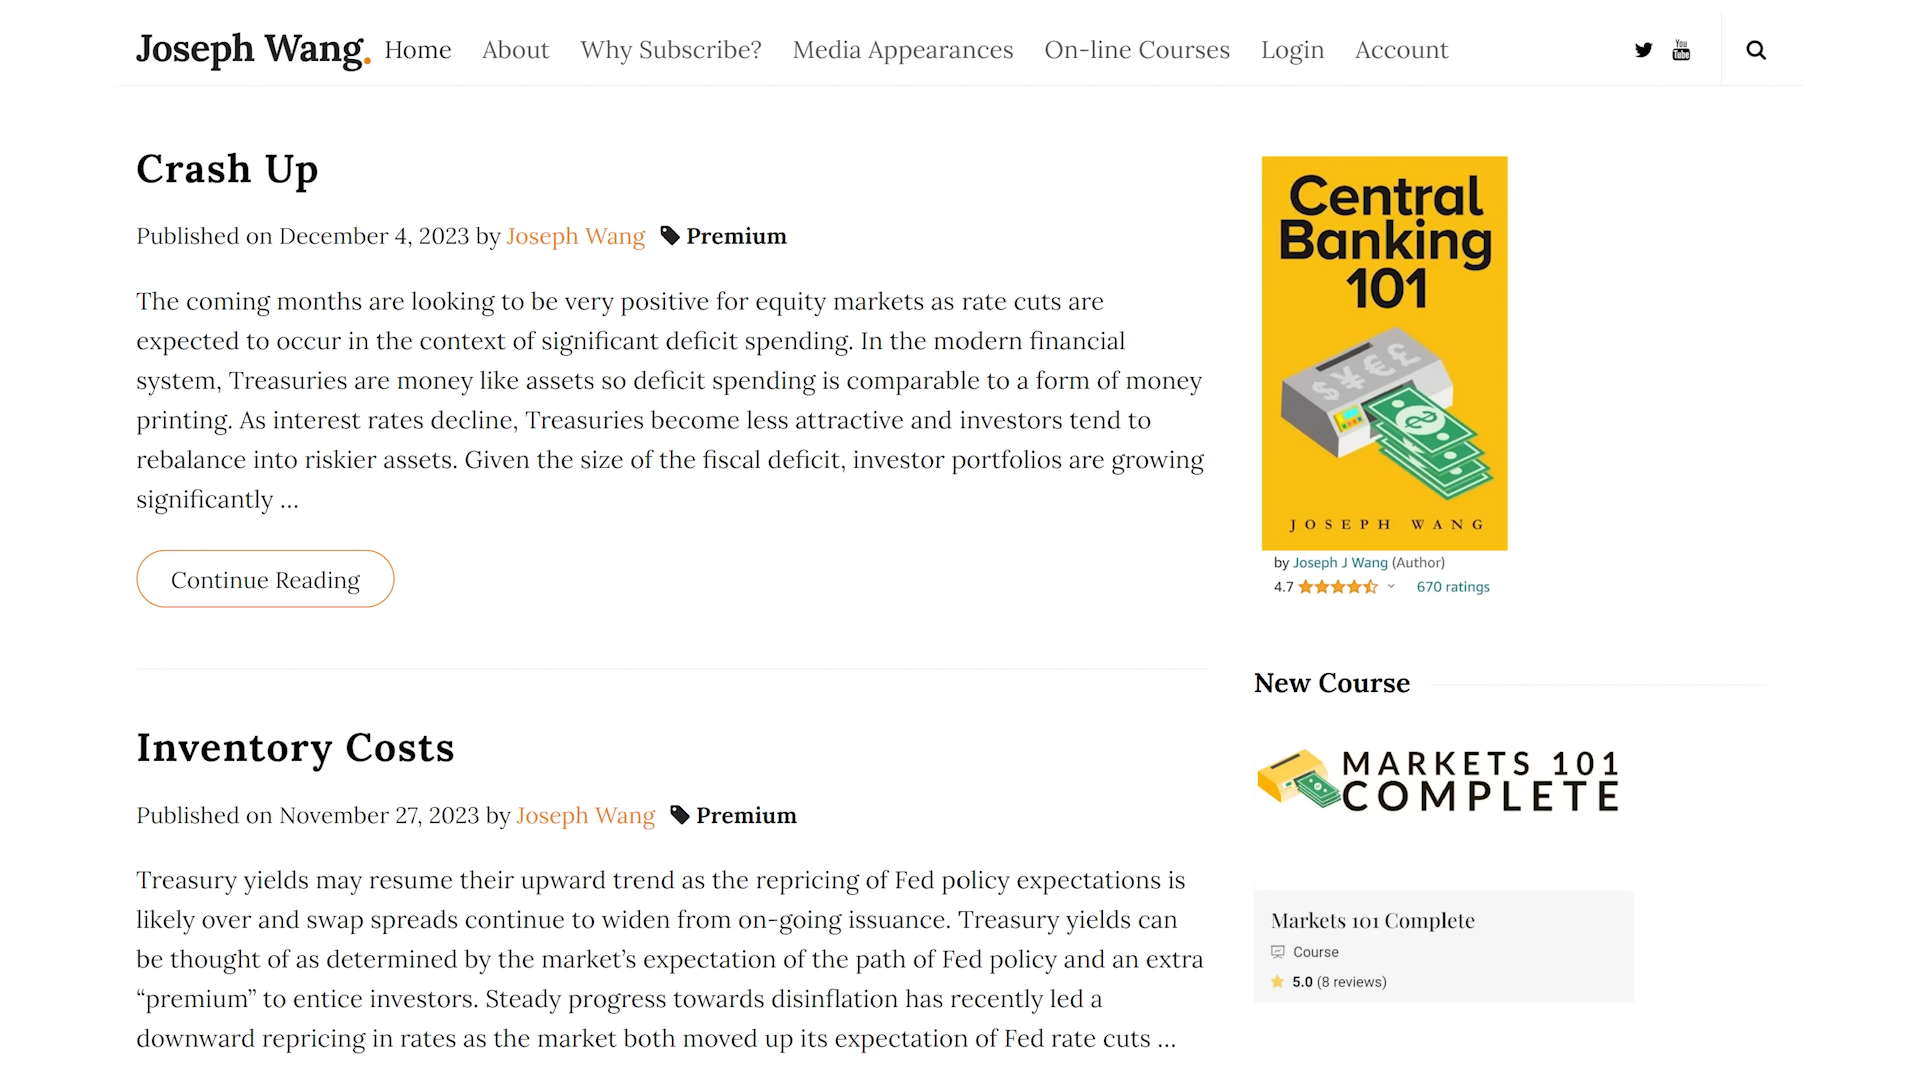 Joseph Wang. Home About Why Subscribe? Media Appearances On-line Courses Login Account
You Tube
Crash Up
Published on December 4, 2023 by Joseph Wang Premium
The coming months are looking to be very positive for equity markets as rate cuts are
expected to occur in the context of significant deficit spending. In the modern financial
system, Treasuries are money like assets so deficit spending is comparable to a form of money
printing. As interest rates decline, Treasuries become less attractive and investors tend to
rebalance into riskier assets. Given the size of the fiscal deficit, investor portfolios are growing
significantly …
Continue Reading
Inventory Costs
Published on November 27, 2023 by Joseph Wang Premium
Treasury yields may resume their upward trend as the repricing of Fed policy expectations is
likely over and swap spreads continue to widen from on-going issuance. Treasury yields can
be thought of as determined by the market’s expectation of the path of Fed policy and an extra
“premium” to entice investors. Steady progress towards disinflation has recently led a
downward repricing in rates as the market both moved up its expectation of Fed rate cuts …
Central
Banking
101
$¥€£
JOSEPH WANG
by Joseph J Wang (Author)
4.7 670 ratings
New Course
MARKETS 101
COMPLETE
Markets 101 Complete
Course
5.0 (8 reviews)